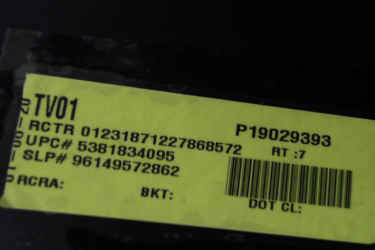 TV01
P19029393
RCTR 01231871227868572
RT :7
UPC# 5381834095
SLP# 96149572862
RCRA:
BKT:
DOT CL: